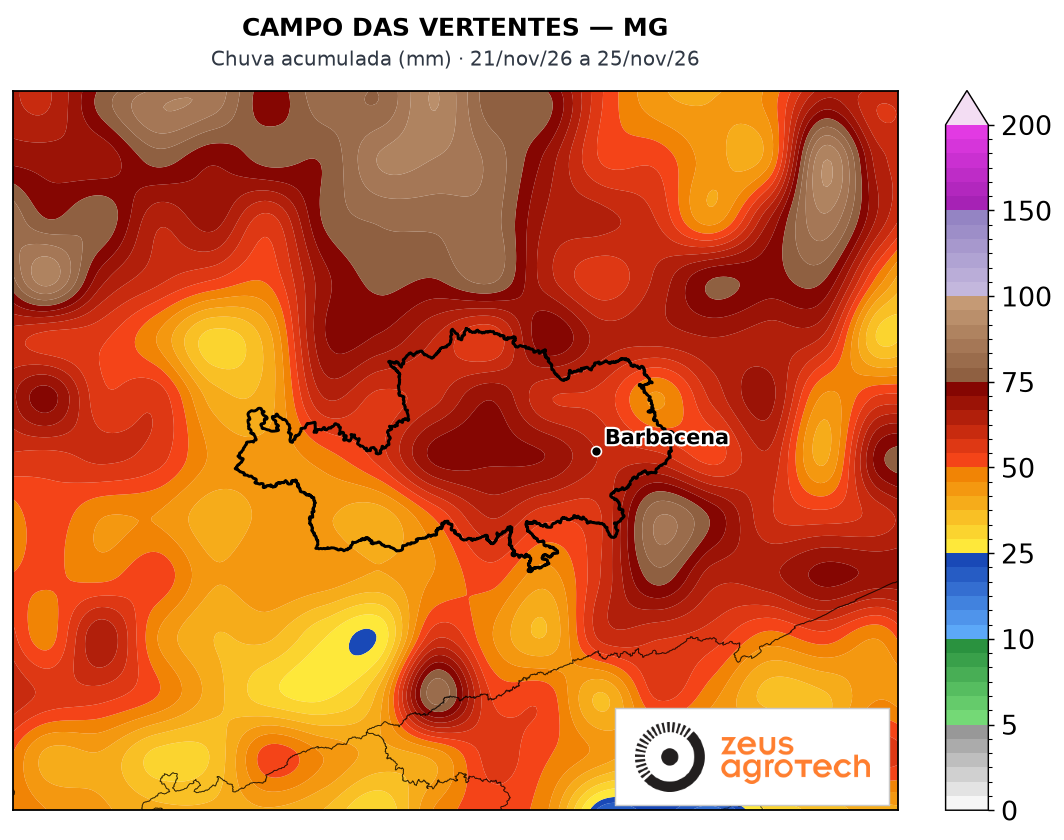 CAMPO DAS VERTENTES — MG
Chuva acumulada (mm) · 21/nov/26 a 25/nov/26
200
150
100
75
50
25
10
5
0
Barbacena
zeus
agrotech